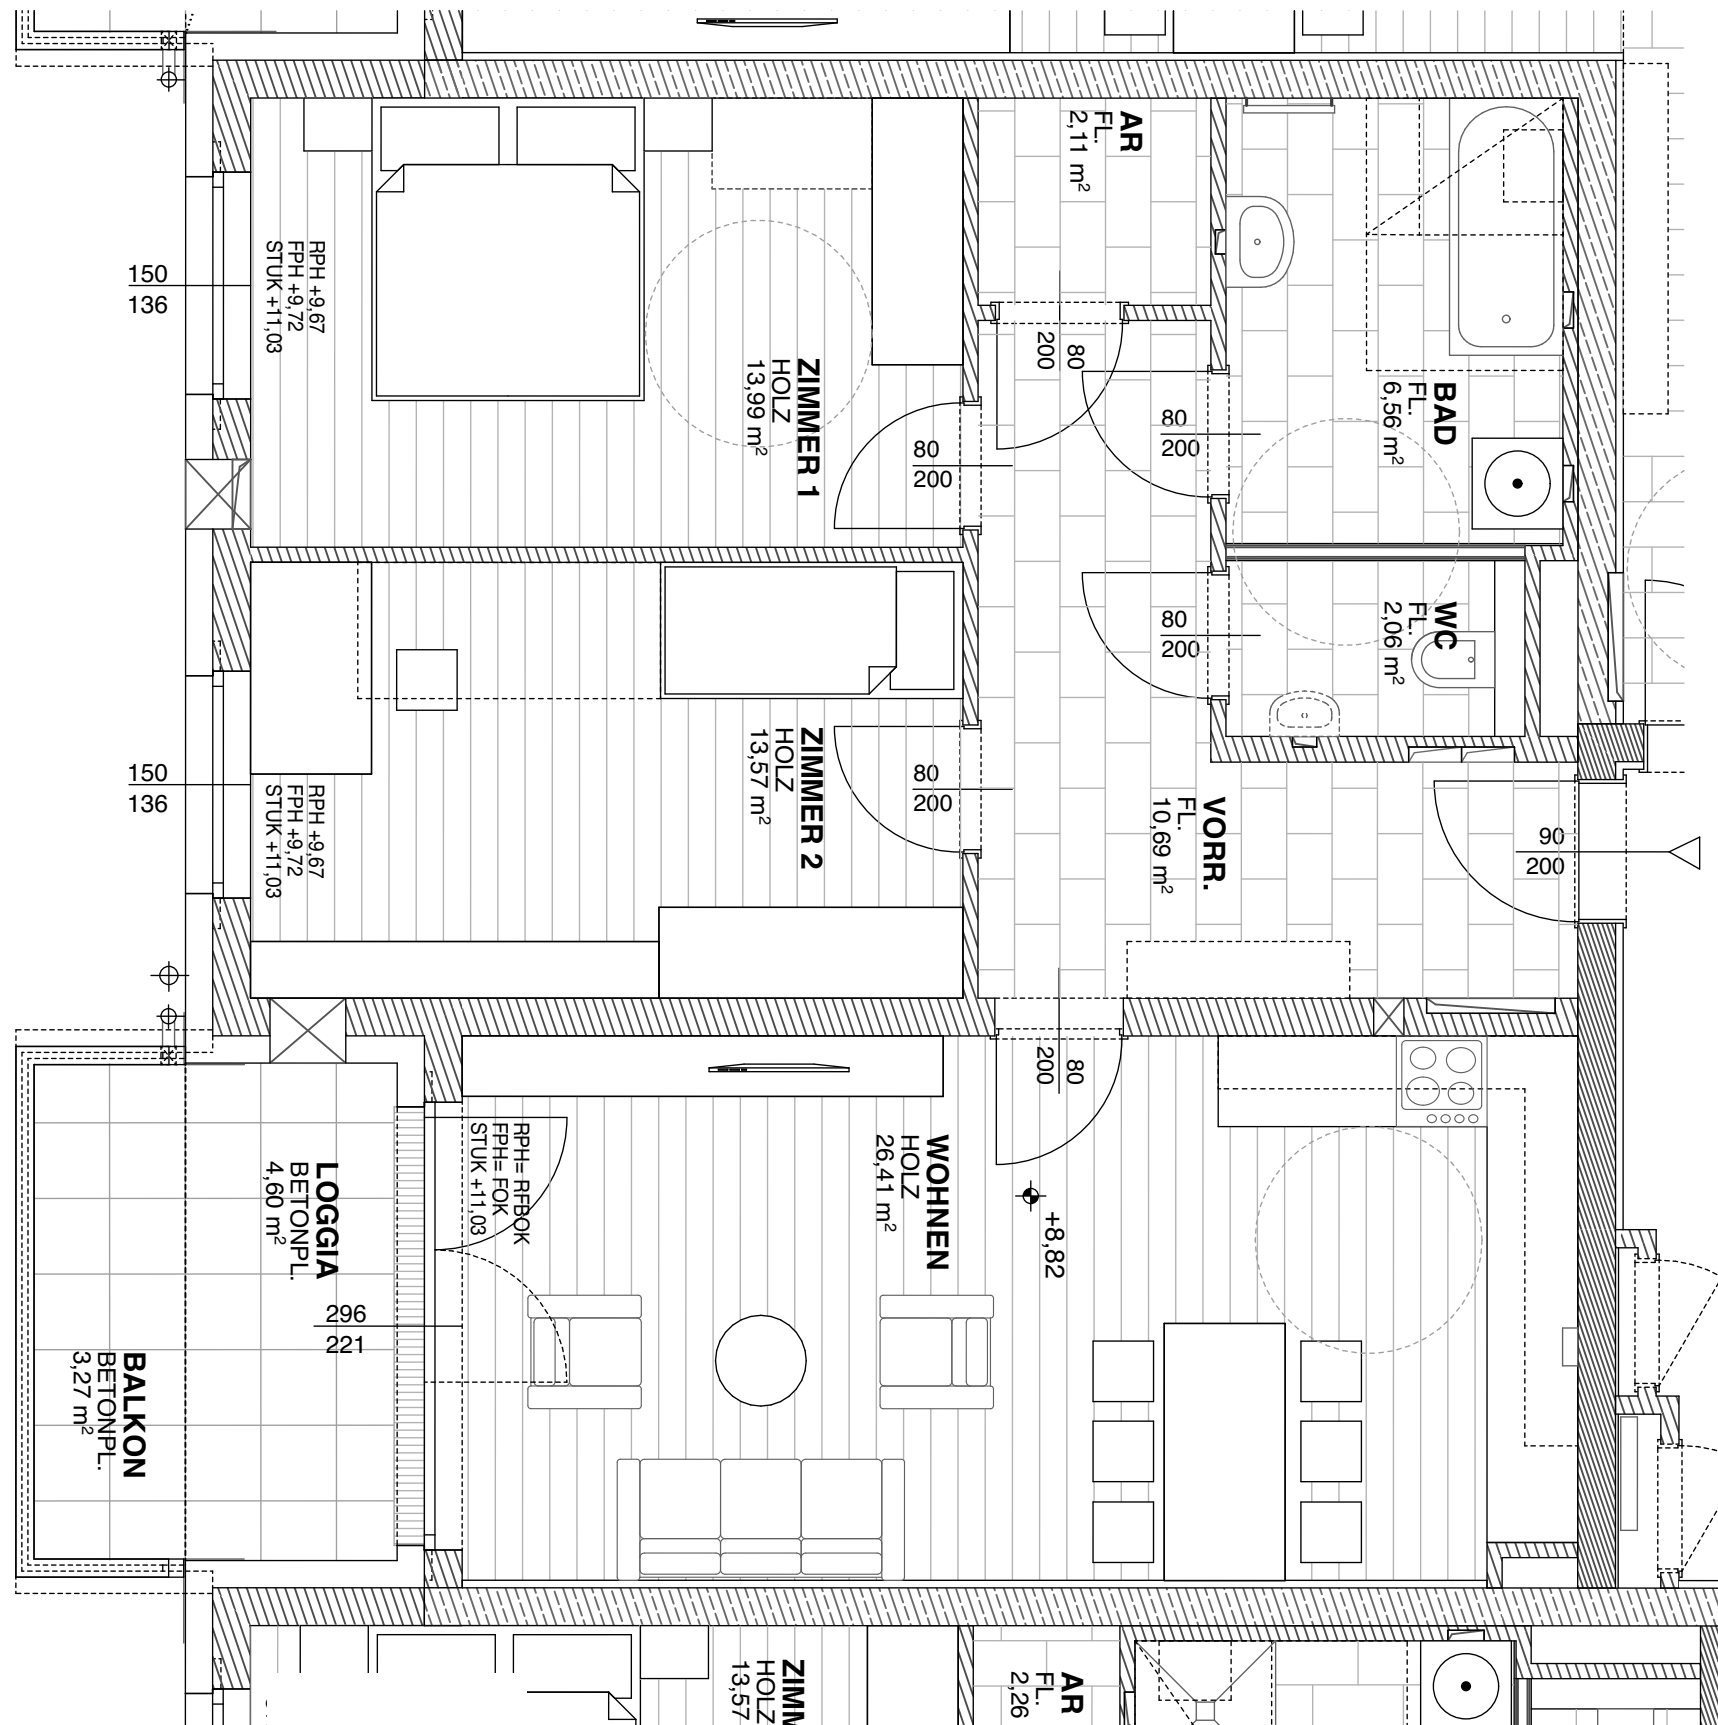 AR
FL.
2,11 m²
150
136
RPH +9,67
FPH +9,72
STUK +11,03
ZIMMER 1
HOLZ
13,99 m²
80
200
80
200
80
200
BAD
FL.
6,56 m²
WC
FL.
2,06 m²
80
200
150
136
RPH +9,67
FPH +9,72
STUK +11,03
ZIMMER 2
HOLZ
13,57 m²
80
200
VORR.
FL.
10,69 m²
90
200
80
200
RPH= RFBOK
FPH= FOK
STUK +11,03
WOHNEN
HOLZ
26,41 m²
+8,82
LOGGIA
BETONPL.
4,60 m²
296
221
BALKON
BETONPL.
3,27 m²
HOLZ
13,57
AR
FL.
2,26